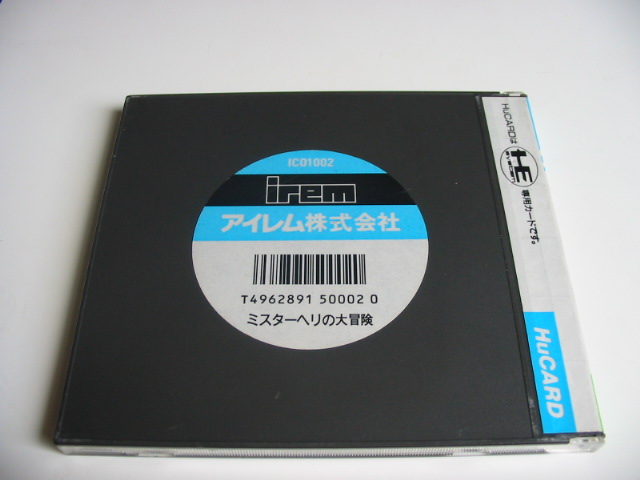 IC01002
irem
アイレム株式会社
T4962891 50002 0
ミスターヘリの大冒険
HuCARDは
HE
SYSTEM
専用カードです。
HuCARD